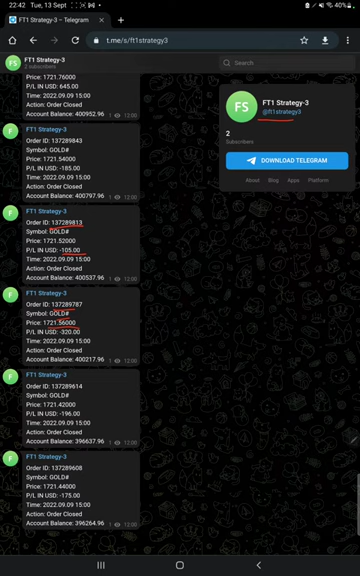 22:42 Tue, 13 Sept
40%
FT1 Strategy-3 – Telegram
t.me/s/ft1strategy3
FT1 Strategy-3
2 subscribers
Search
Price: 1721.76000
P/L IN USD: 645.00
Time: 2022.09.09 15:00
Action: Order Closed
Account Balance: 400952.96 1 12:00
FT1 Strategy-3
Order ID: 137289843
Symbol: GOLD#
Price: 1721.54000
P/L IN USD: -185.00
Time: 2022.09.09 15:00
Action: Order Closed
Account Balance: 400797.96 1 12:00
FT1 Strategy-3
Order ID: 137289813
Symbol: GOLD#
Price: 1721.52000
P/L IN USD: -105.00
Time: 2022.09.09 15:00
Action: Order Closed
Account Balance: 400537.96 1 12:00
FT1 Strategy-3
Order ID: 137289787
Symbol: GOLD#
Price: 1721.56000
P/L IN USD: -320.00
Time: 2022.09.09 15:00
Action: Order Closed
Account Balance: 400217.96 1 12:00
FT1 Strategy-3
Order ID: 137289614
Symbol: GOLD#
Price: 1721.42000
P/L IN USD: -196.00
Time: 2022.09.09 15:00
Action: Order Closed
Account Balance: 396637.96 1 12:00
FT1 Strategy-3
Order ID: 137289608
Symbol: GOLD#
Price: 1721.44000
P/L IN USD: -175.00
Time: 2022.09.09 15:00
Action: Order Closed
Account Balance: 396264.96 1 12:00
FS
FT1 Strategy-3
@ft1strategy3
2
Subscribers
DOWNLOAD TELEGRAM
About Blog Apps Platform